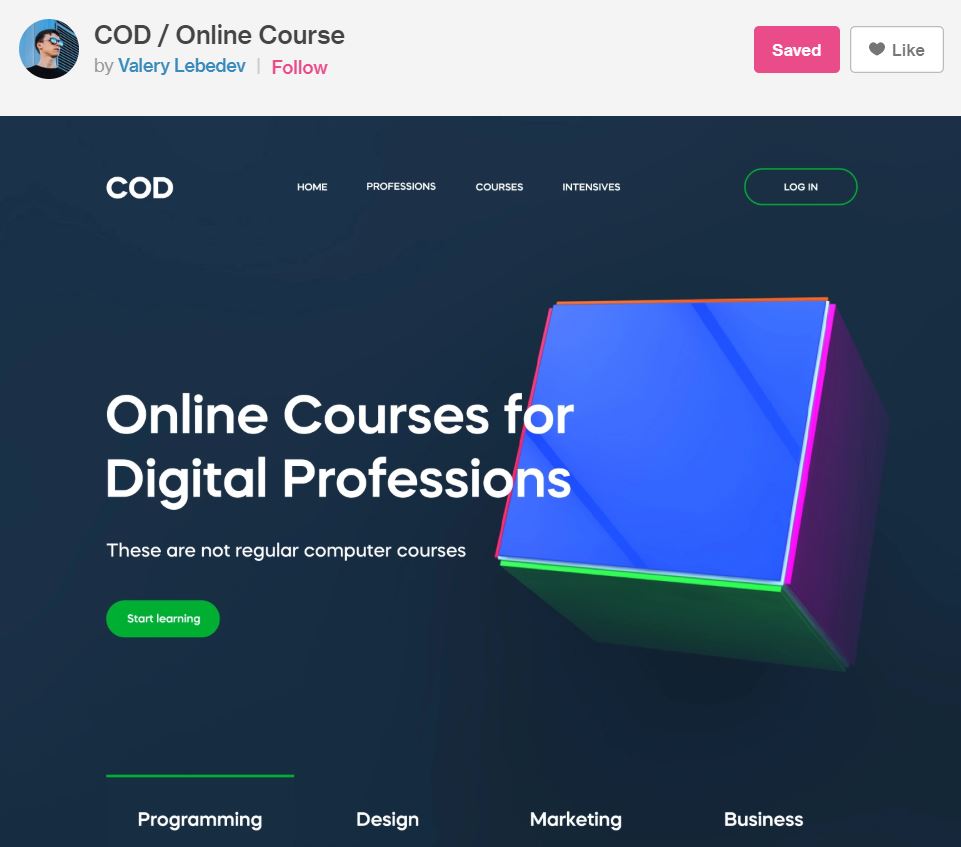 COD / Online Course
by Valery Lebedev | Follow
Saved
Like
COD
HOME
PROFESSIONS
COURSES
INTENSIVES
LOG IN
Online Courses for
Digital Professions
These are not regular computer courses
Start learning
Programming
Design
Marketing
Business